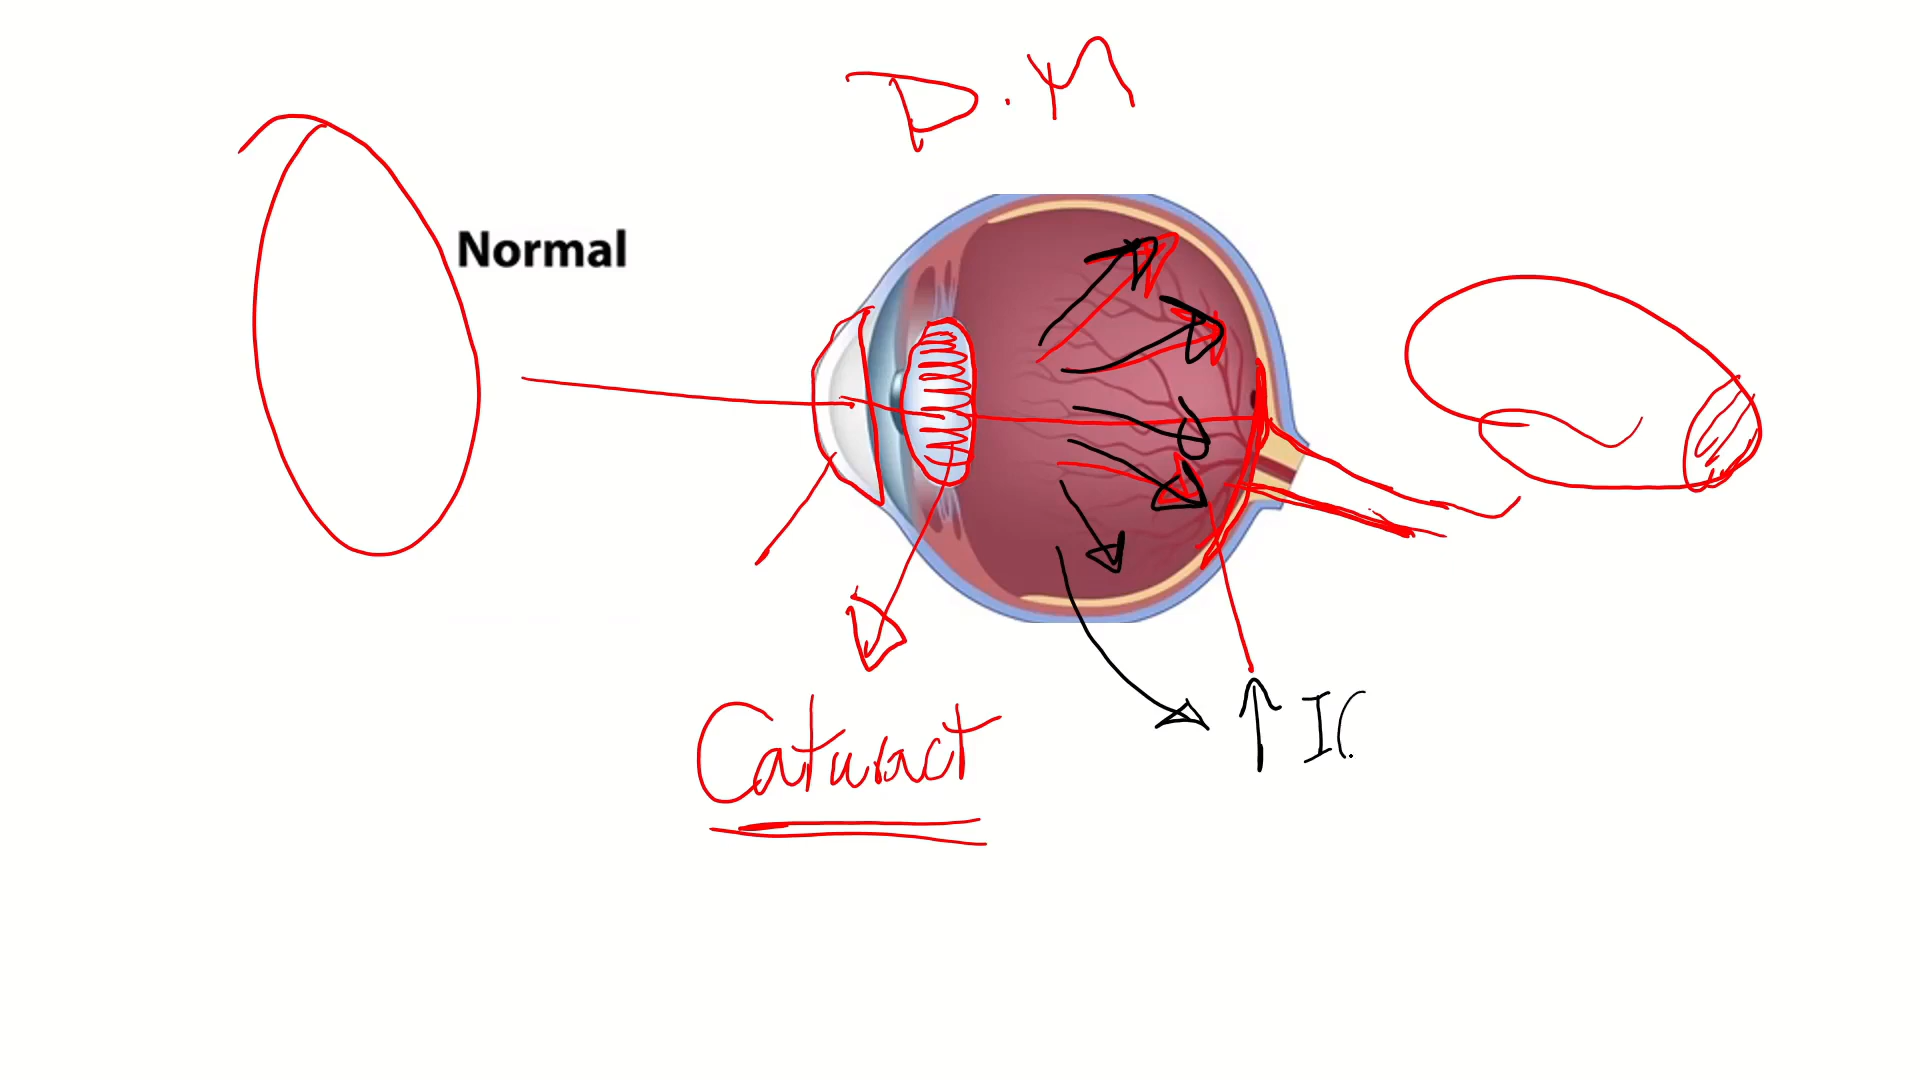 D.M
Normal
Cataract
↑ I(.